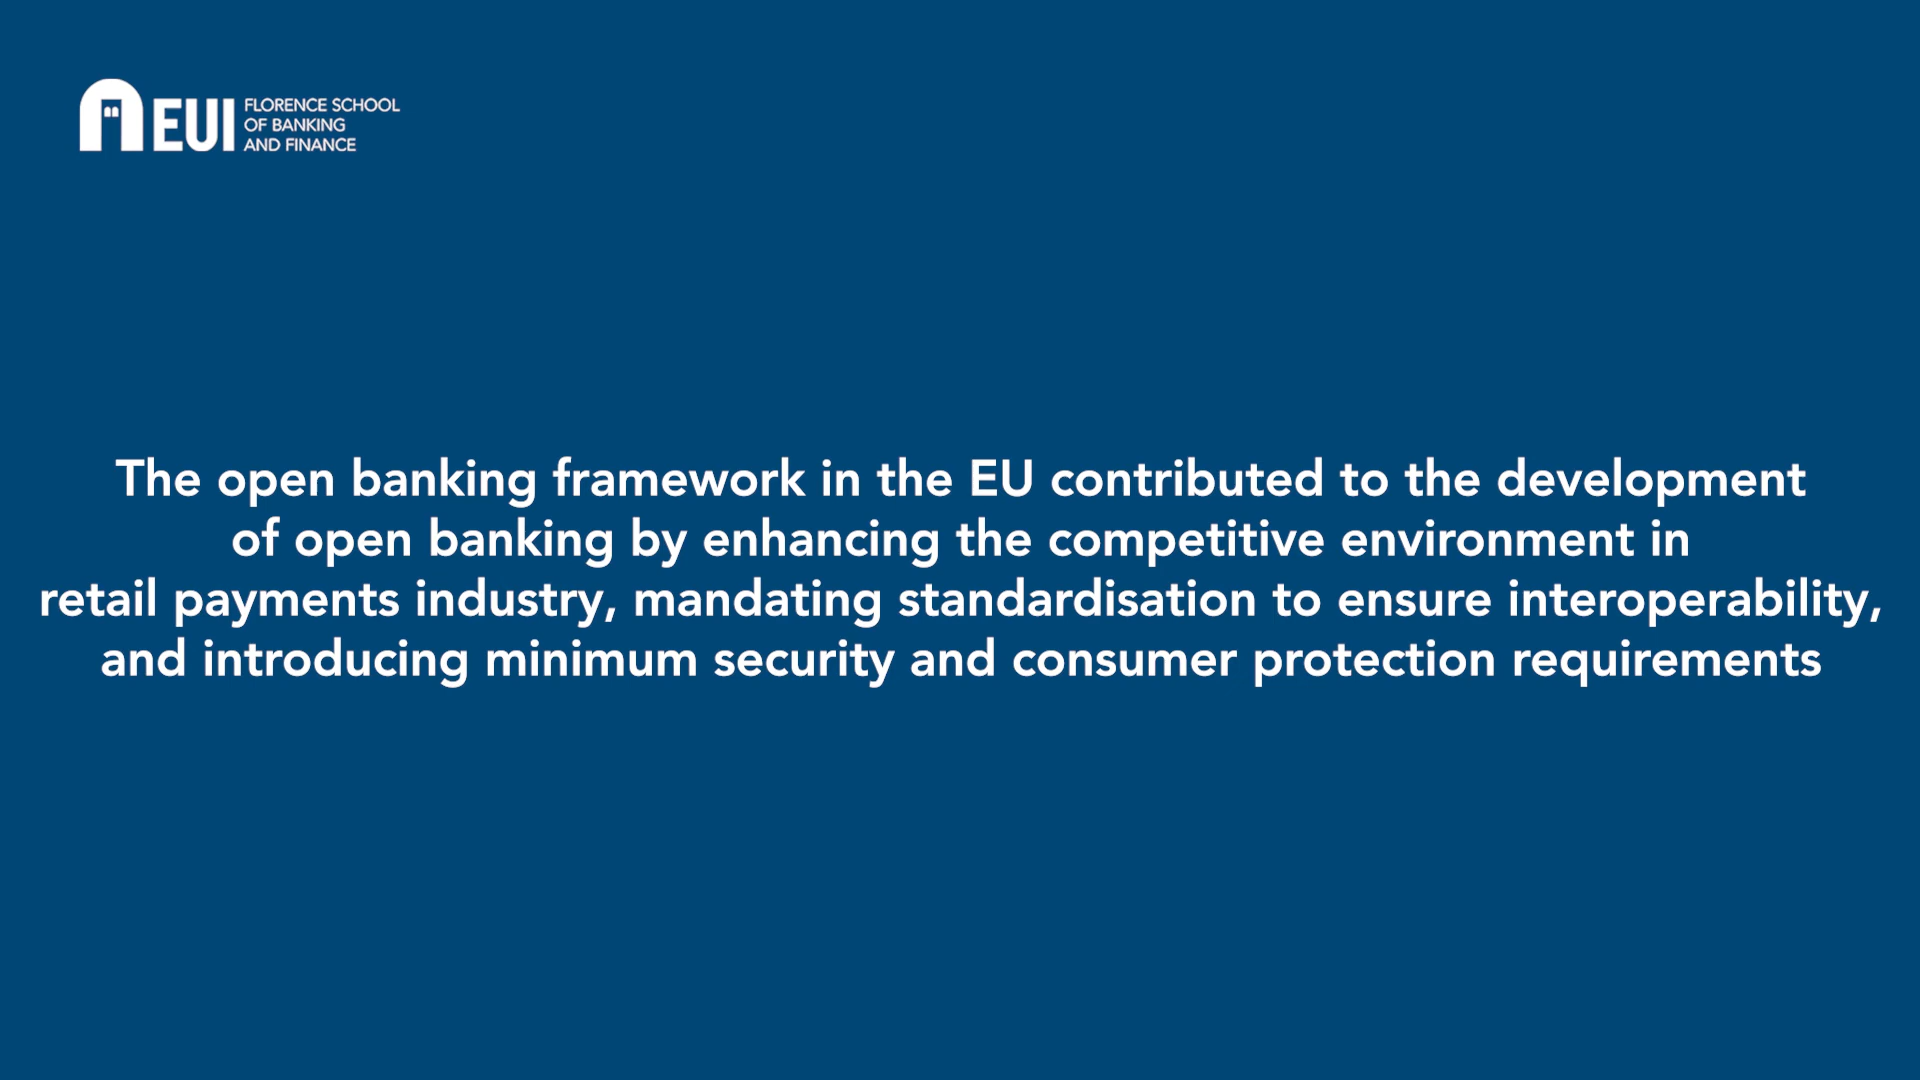 EUI
FLORENCE SCHOOL
OF BANKING
AND FINANCE
The open banking framework in the EU contributed to the development
of open banking by enhancing the competitive environment in
retail payments industry, mandating standardisation to ensure interoperability,
and introducing minimum security and consumer protection requirements